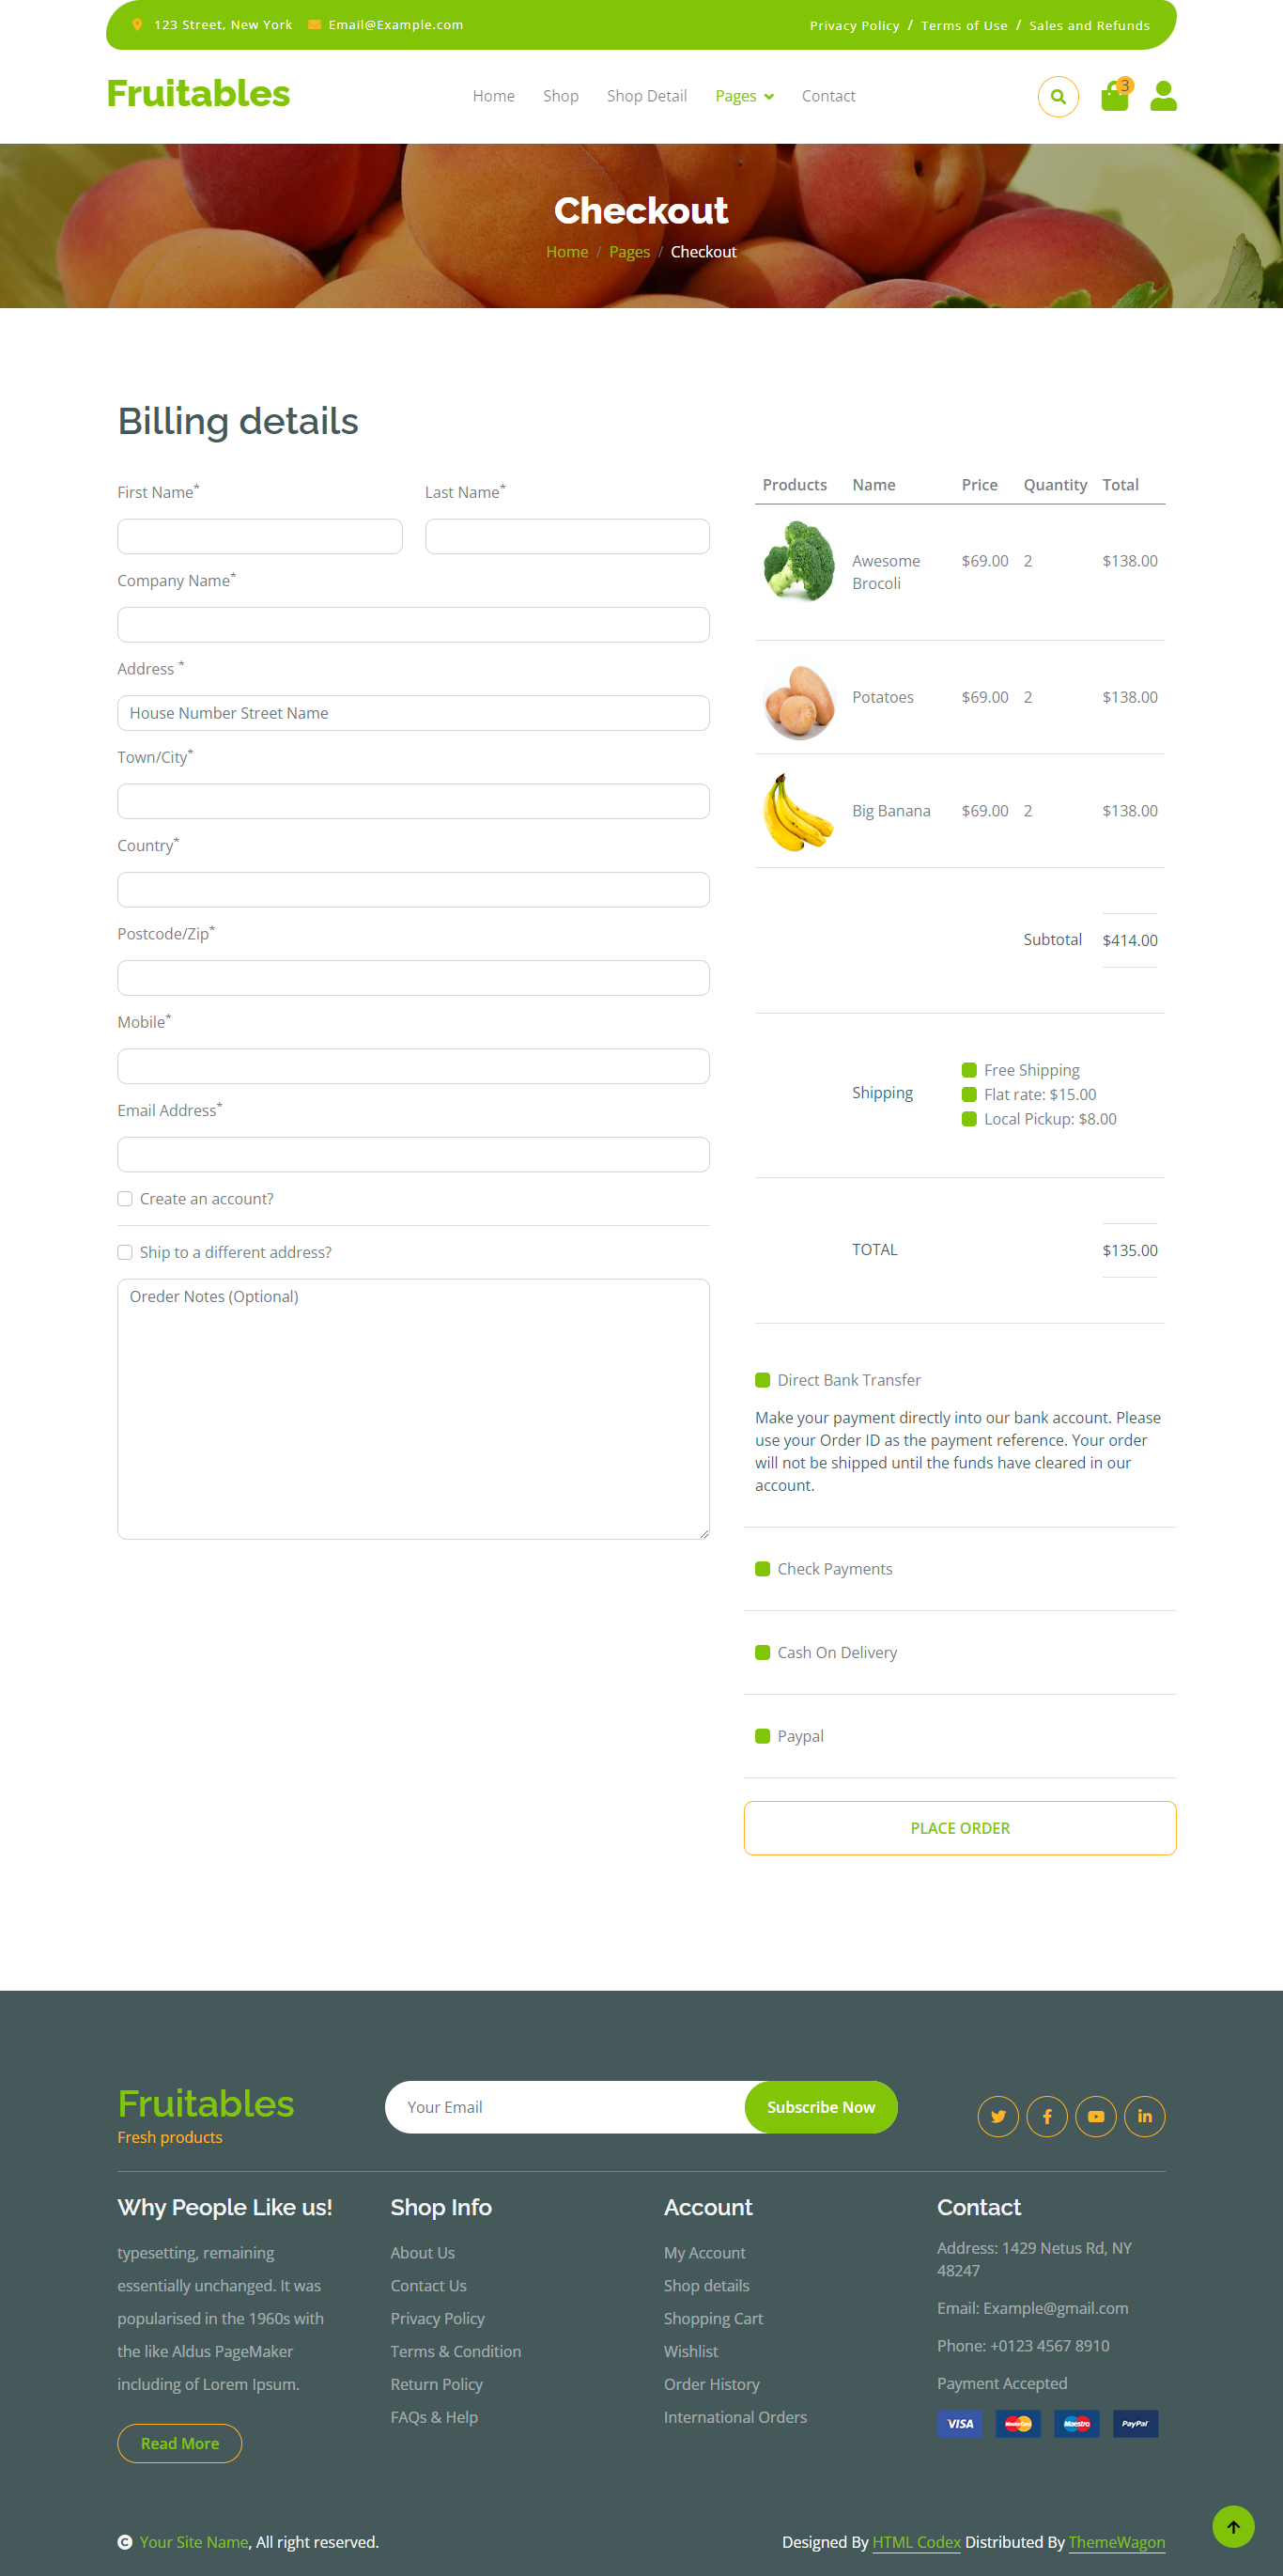 123 Street, New York Email@Example.com
Privacy Policy / Terms of Use / Sales and Refunds
Fruitables
Home Shop Shop Detail Pages Contact
3
Checkout
Home / Pages / Checkout
Billing details
First Name* Last Name*
Company Name*
Address *
House Number Street Name
Town/City*
Country*
Postcode/Zip*
Mobile*
Email Address*
Create an account?
Ship to a different address?
Oreder Notes (Optional)
Products Name Price Quantity Total
Awesome
Brocoli
$69.00 2 $138.00
Potatoes $69.00 2 $138.00
Big Banana $69.00 2 $138.00
Subtotal $414.00
Shipping
Free Shipping
Flat rate: $15.00
Local Pickup: $8.00
TOTAL $135.00
Direct Bank Transfer
Make your payment directly into our bank account. Please
use your Order ID as the payment reference. Your order
will not be shipped until the funds have cleared in our
account.
Check Payments
Cash On Delivery
Paypal
PLACE ORDER
Fruitables
Fresh products
Your Email Subscribe Now
Why People Like us!
typesetting, remaining
essentially unchanged. It was
popularised in the 1960s with
the like Aldus PageMaker
including of Lorem Ipsum.
Read More
Shop Info
About Us
Contact Us
Privacy Policy
Terms & Condition
Return Policy
FAQs & Help
Account
My Account
Shop details
Shopping Cart
Wishlist
Order History
International Orders
Contact
Address: 1429 Netus Rd, NY
48247
Email: Example@gmail.com
Phone: +0123 4567 8910
Payment Accepted
VISA MasterCard Maestro PayPal
© Your Site Name, All right reserved.
Designed By HTML Codex Distributed By ThemeWagon